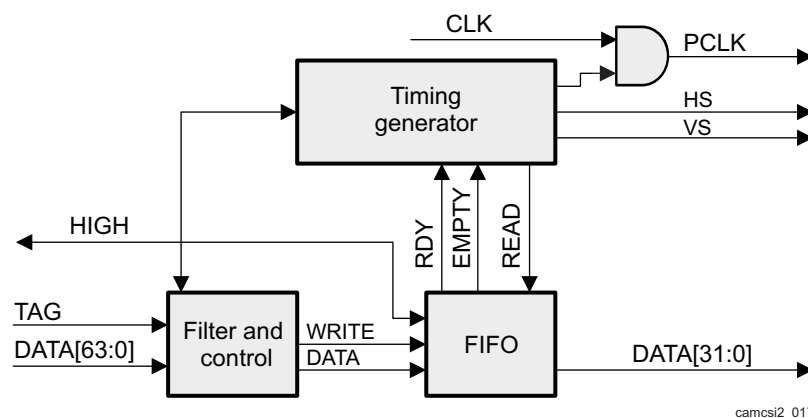 CLK
PCLK
Timing
generator
HS
VS
HIGH
RDY
EMPTY
READ
TAG
DATA[63:0]
Filter and
control
WRITE
DATA
FIFO
DATA[31:0]
camcsi2_01